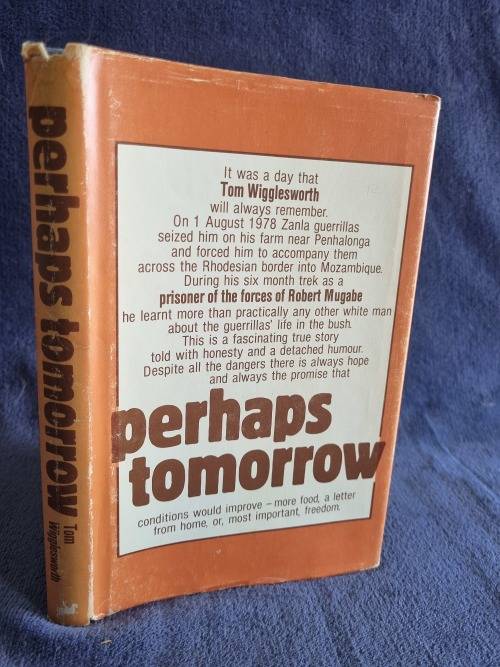 perhaps tomorrow
Tom
Wigglesworth
It was a day that
Tom Wigglesworth
will always remember.
On 1 August 1978 Zanla guerrillas
seized him on his farm near Penhalonga
and forced him to accompany them
across the Rhodesian border into Mozambique.
During his six month trek as a
prisoner of the forces of Robert Mugabe
he learnt more than practically any other white man
about the guerrillas' life in the bush.
This is a fascinating true story
told with honesty and a detached humour.
Despite all the dangers there is always hope
and always the promise that
perhaps
tomorrow
conditions would improve – more food, a letter
from home, or, most important, freedom.